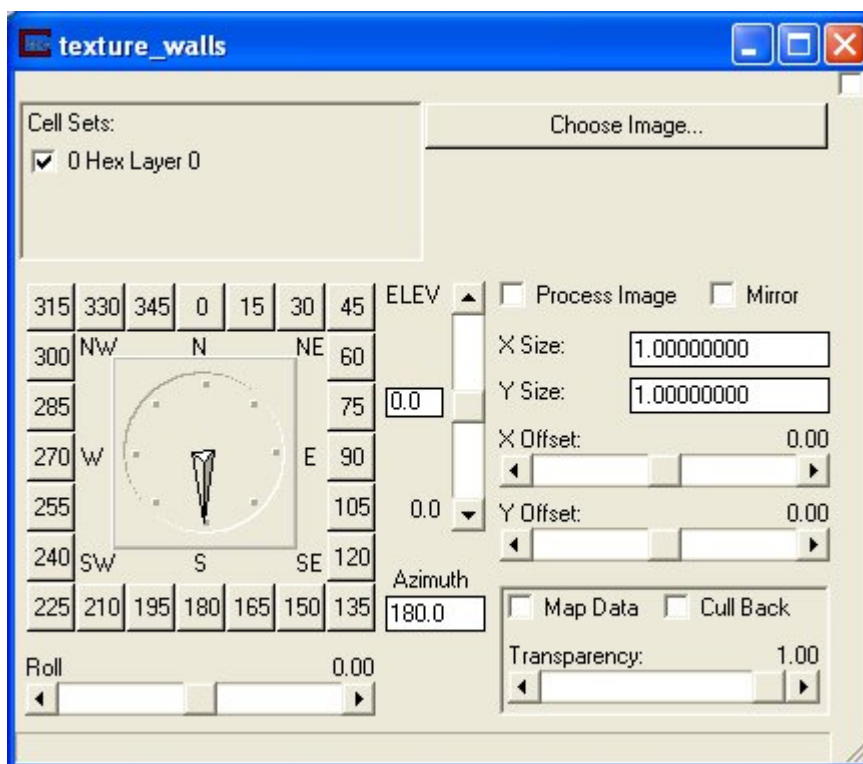 texture_walls
Cell Sets:
0 Hex Layer 0
Choose Image...
315 330 345 0 15 30 45
300 NW N NE 60
285 75
270 W E 90
255 105
240 SW S SE 120
225 210 195 180 165 150 135
ELEV
0.0
0.0
Azimuth
180.0
Roll 0.00
Process Image Mirror
X Size: 1.00000000
Y Size: 1.00000000
X Offset: 0.00
Y Offset: 0.00
Map Data Cull Back
Transparency: 1.00